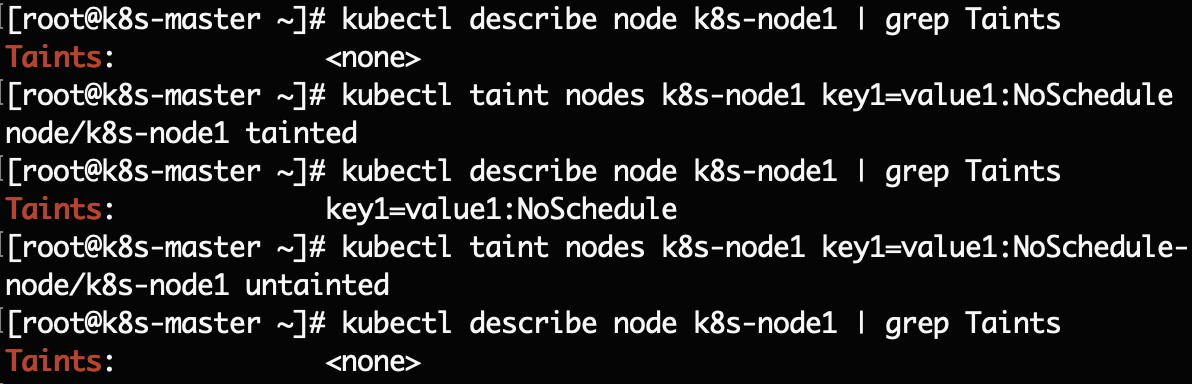 [root@k8s-master ~]# kubectl describe node k8s-node1 | grep Taints
Taints:             <none>
[root@k8s-master ~]# kubectl taint nodes k8s-node1 key1=value1:NoSchedule
node/k8s-node1 tainted
[root@k8s-master ~]# kubectl describe node k8s-node1 | grep Taints
Taints:             key1=value1:NoSchedule
[root@k8s-master ~]# kubectl taint nodes k8s-node1 key1=value1:NoSchedule-
node/k8s-node1 untainted
[root@k8s-master ~]# kubectl describe node k8s-node1 | grep Taints
Taints:             <none>